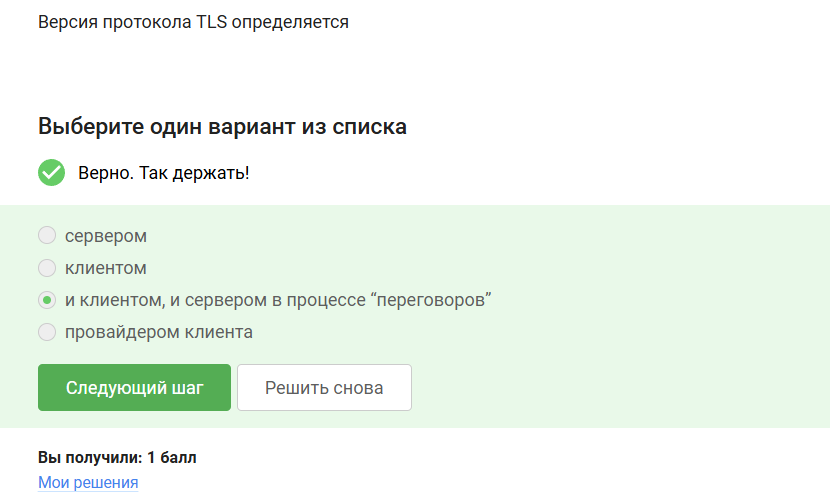 Версия протокола TLS определяется
Выберите один вариант из списка
Верно. Так держать!
сервером
клиентом
и клиентом, и сервером в процессе “переговоров”
провайдером клиента
Следующий шаг
Решить снова
Вы получили: 1 балл
Мои решения